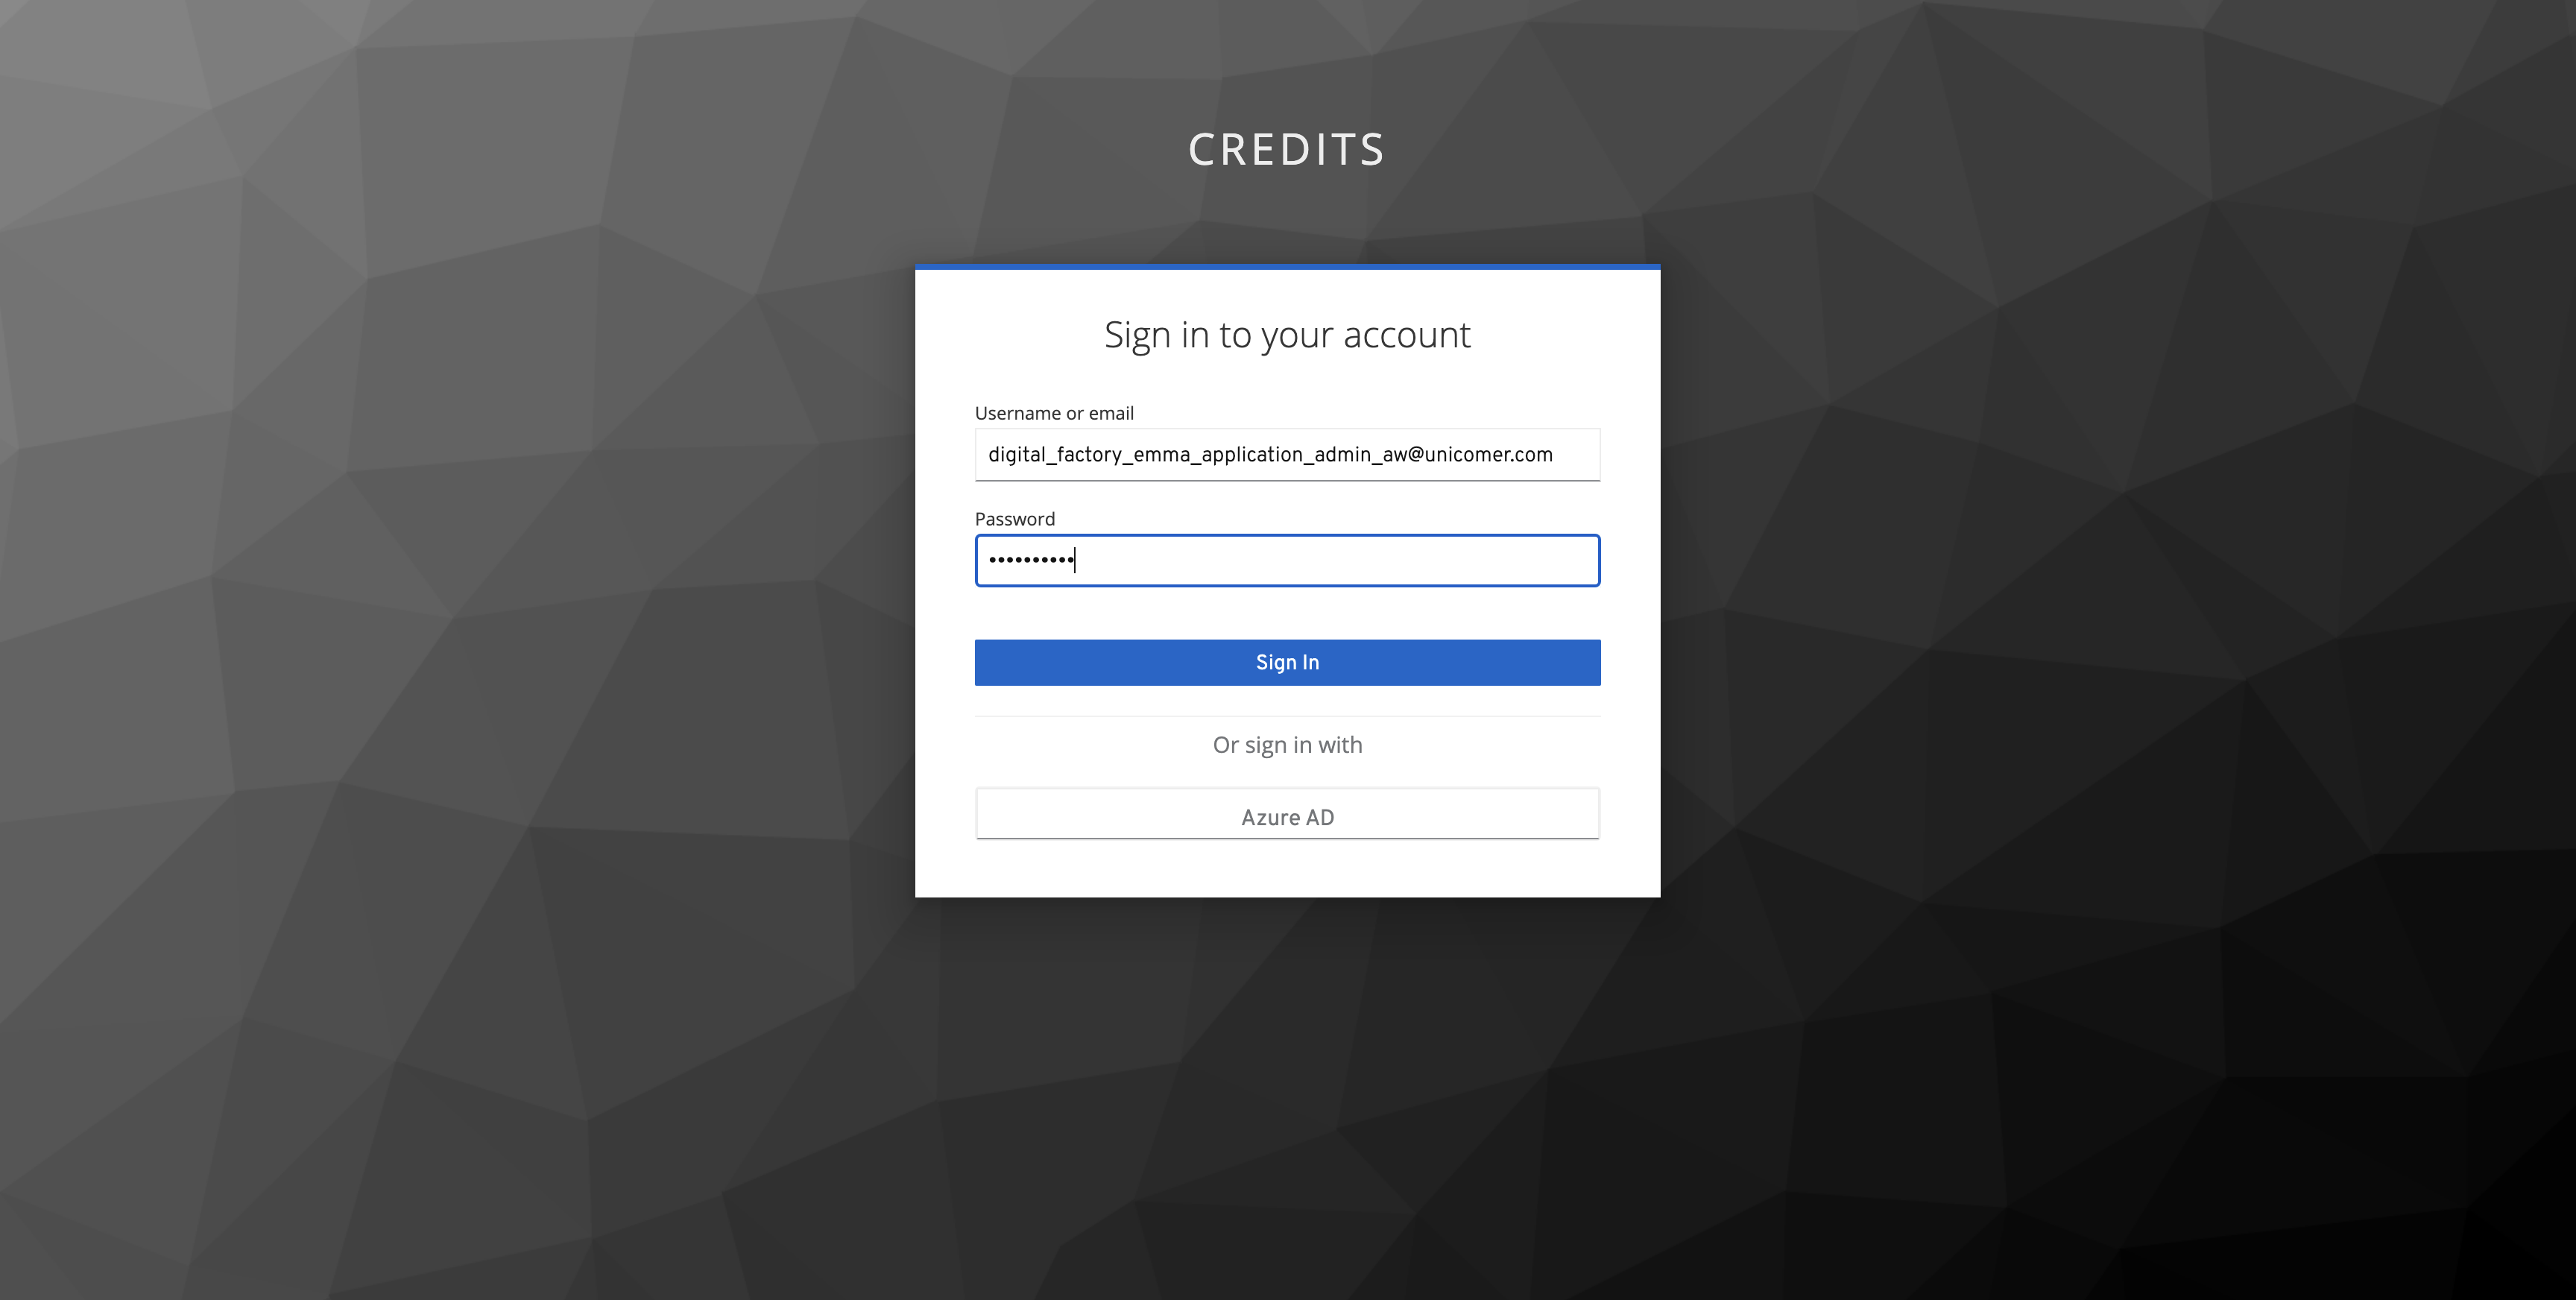 CREDITS
Sign in to your account
Username or email
digital_factory_emma_application_admin_aw@unicomer.com
Password
••••••••••
Sign In
Or sign in with
Azure AD